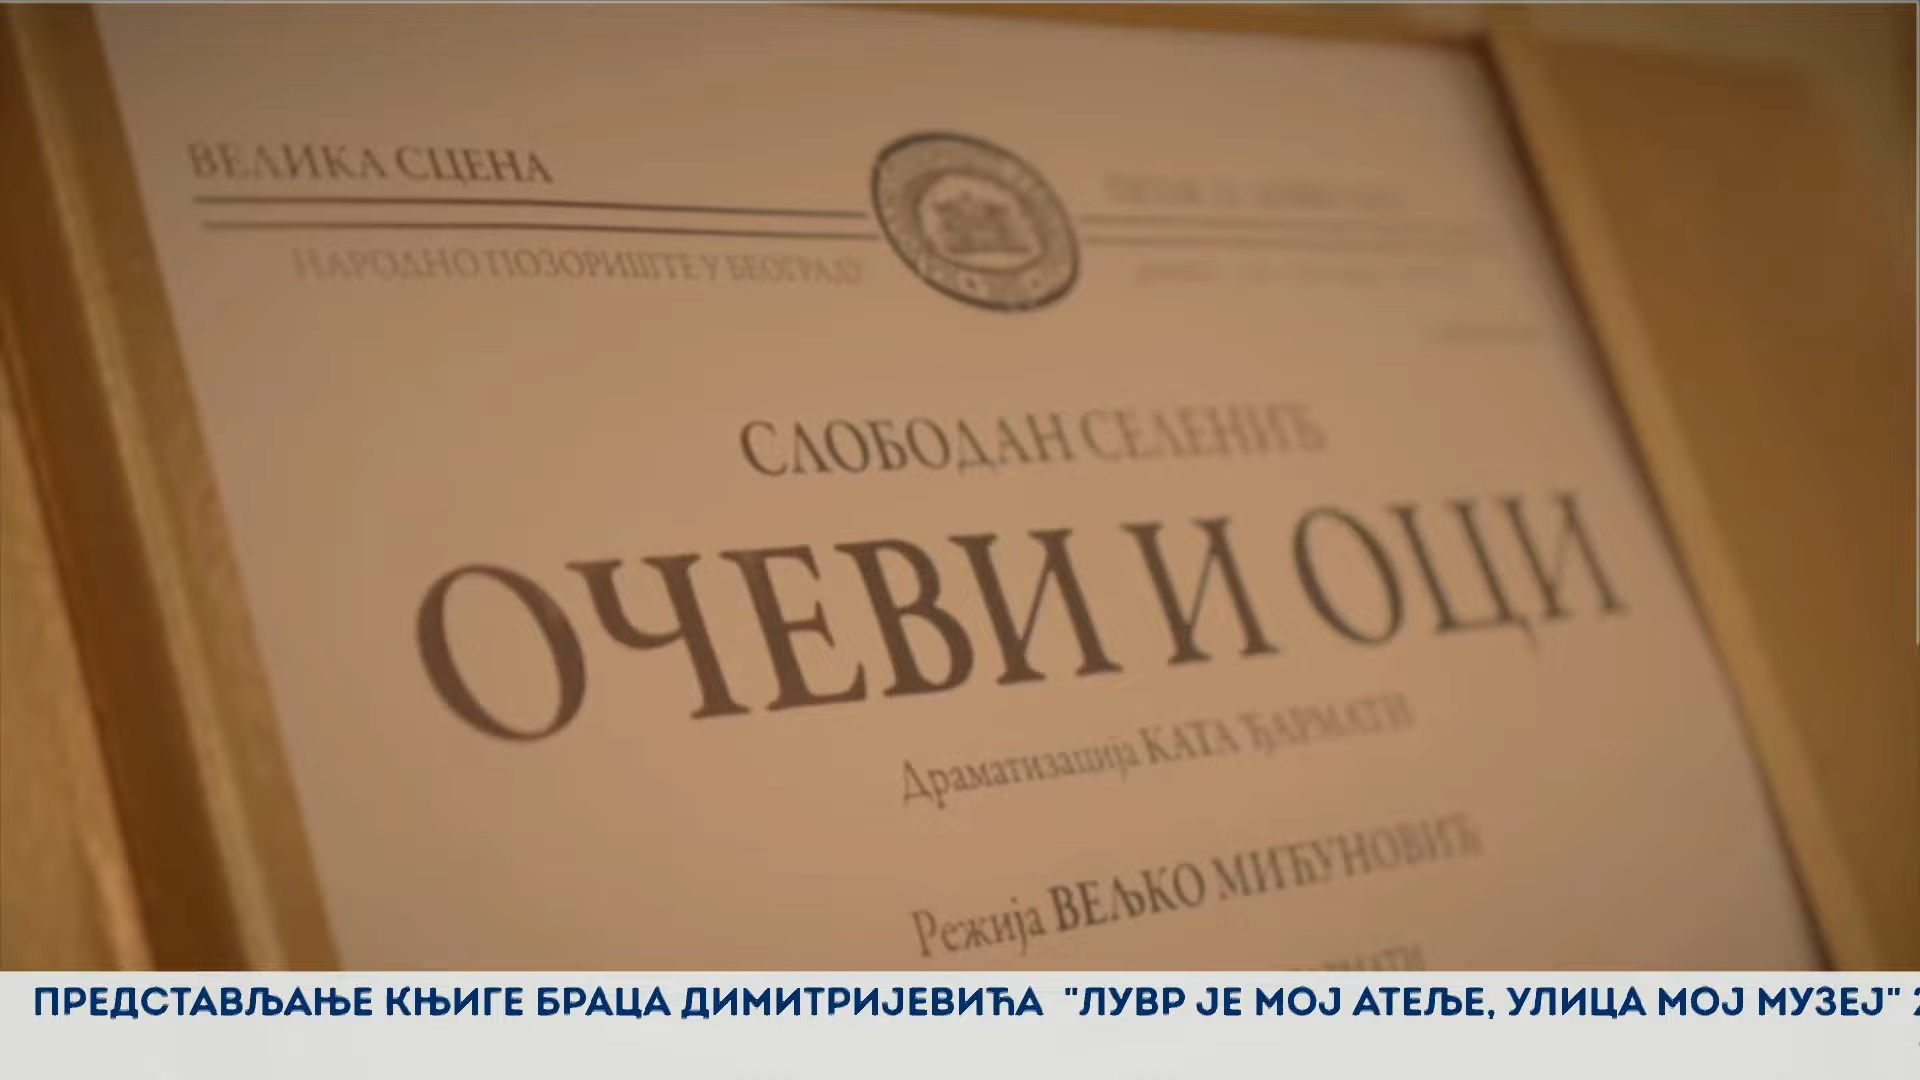 ВЕЛИКА СЦЕНА
НАРОДНО ПОЗОРИШТЕ У БЕОГРАДУ
СЛОБОДАН СЕЛЕНИЋ
ОЧЕВИ И ОЦИ
Драматизација КАТА ЂАРМАТИ
Режија ВЕЉКО МИЋУНОВИЋ
ПРЕДСТАВЉАЊЕ КЊИГЕ БРАЦА ДИМИТРИЈЕВИЋА "ЛУВР ЈЕ МОЈ АТЕЉЕ, УЛИЦА МОЈ МУЗЕЈ"